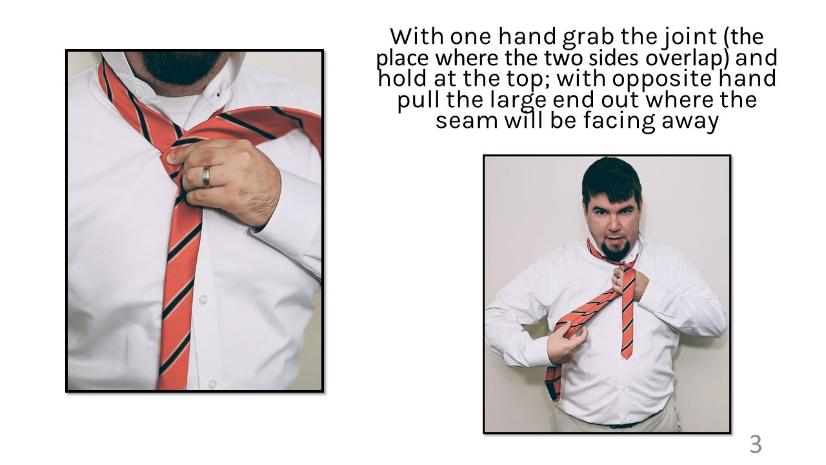 With one hand grab the joint (the
place where the two sides overlap) and
hold at the top; with opposite hand
pull the large end out where the
seam will be facing away
3